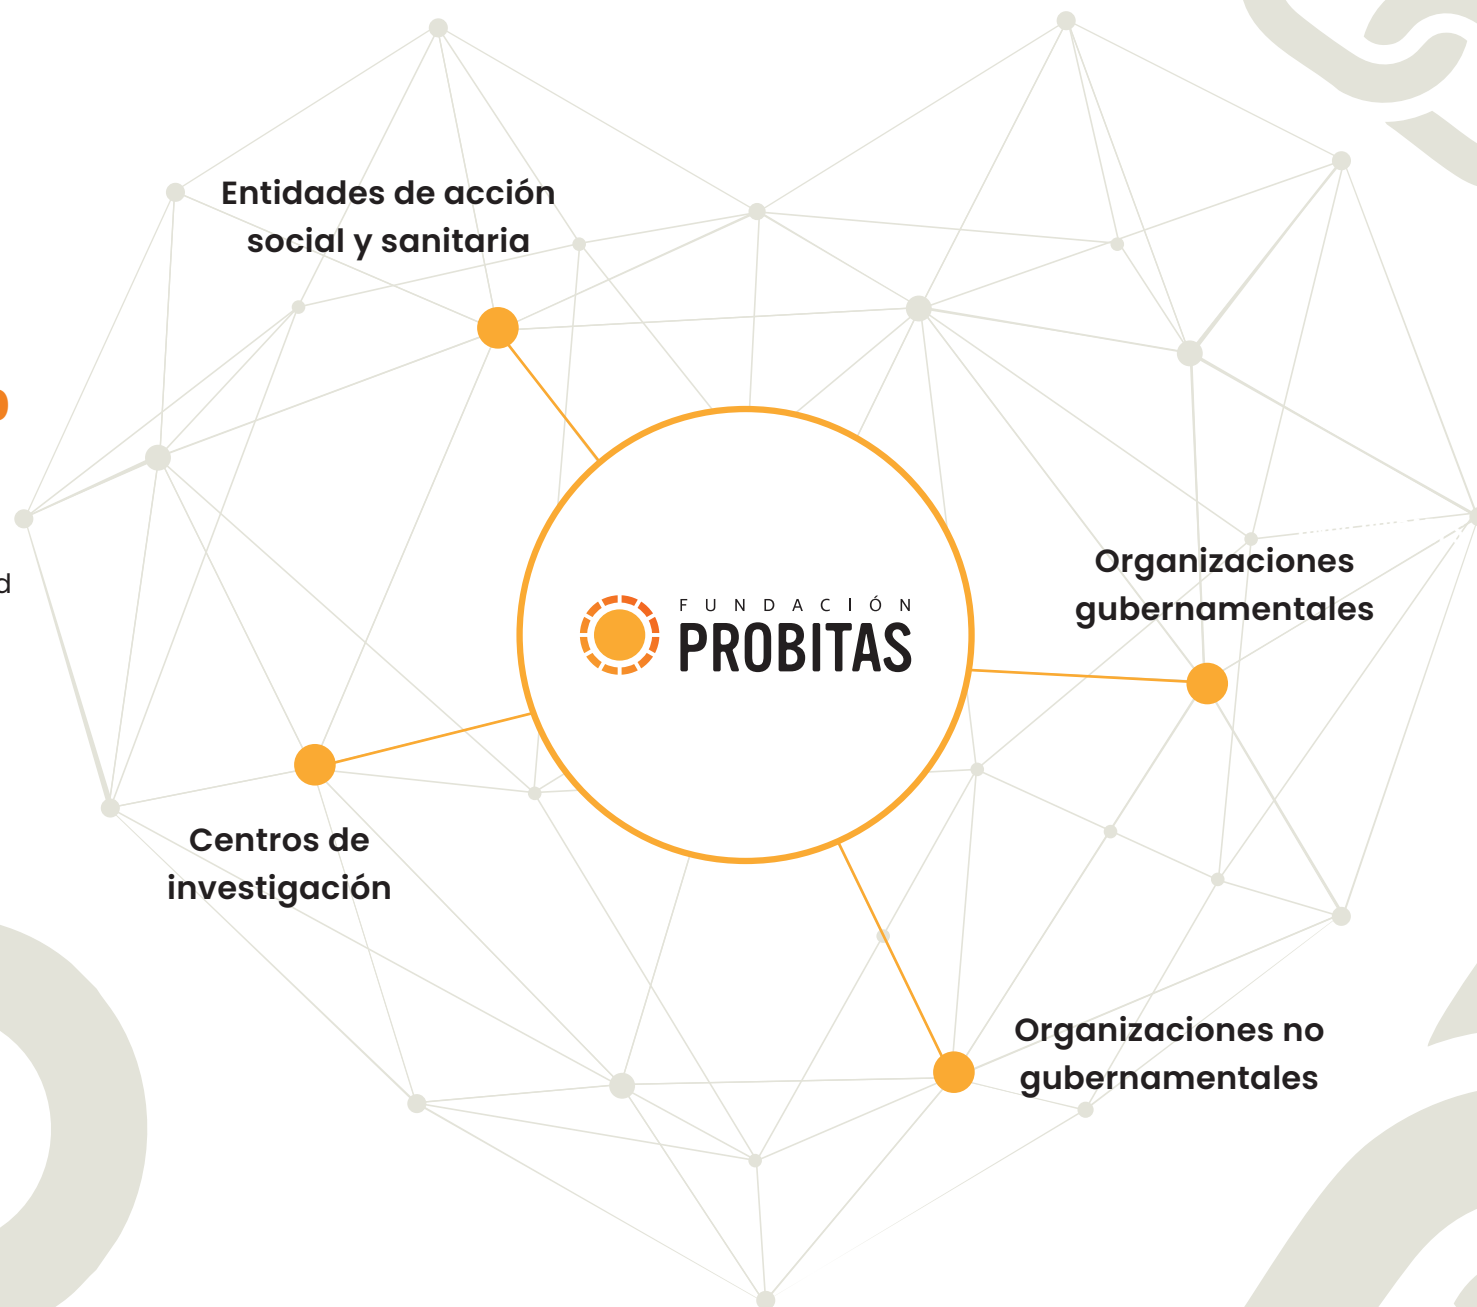 Entidades de acción
social y sanitaria
d
FUNDACIÓN
PROBITAS
Organizaciones
gubernamentales
Centros de
investigación
Organizaciones no
gubernamentales